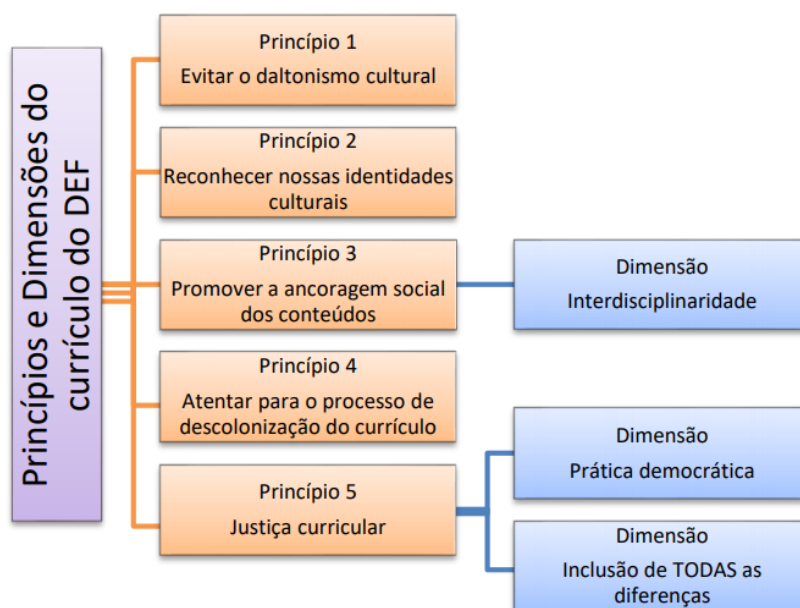 Princípios e Dimensões do
currículo do DEF
Princípio 1
Evitar o daltonismo cultural
Princípio 2
Reconhecer nossas identidades
culturais
Princípio 3
Promover a ancoragem social
dos conteúdos
Dimensão
Interdisciplinaridade
Princípio 4
Atentar para o processo de
descolonização do currículo
Princípio 5
Justiça curricular
Dimensão
Prática democrática
Dimensão
Inclusão de TODAS as
diferenças